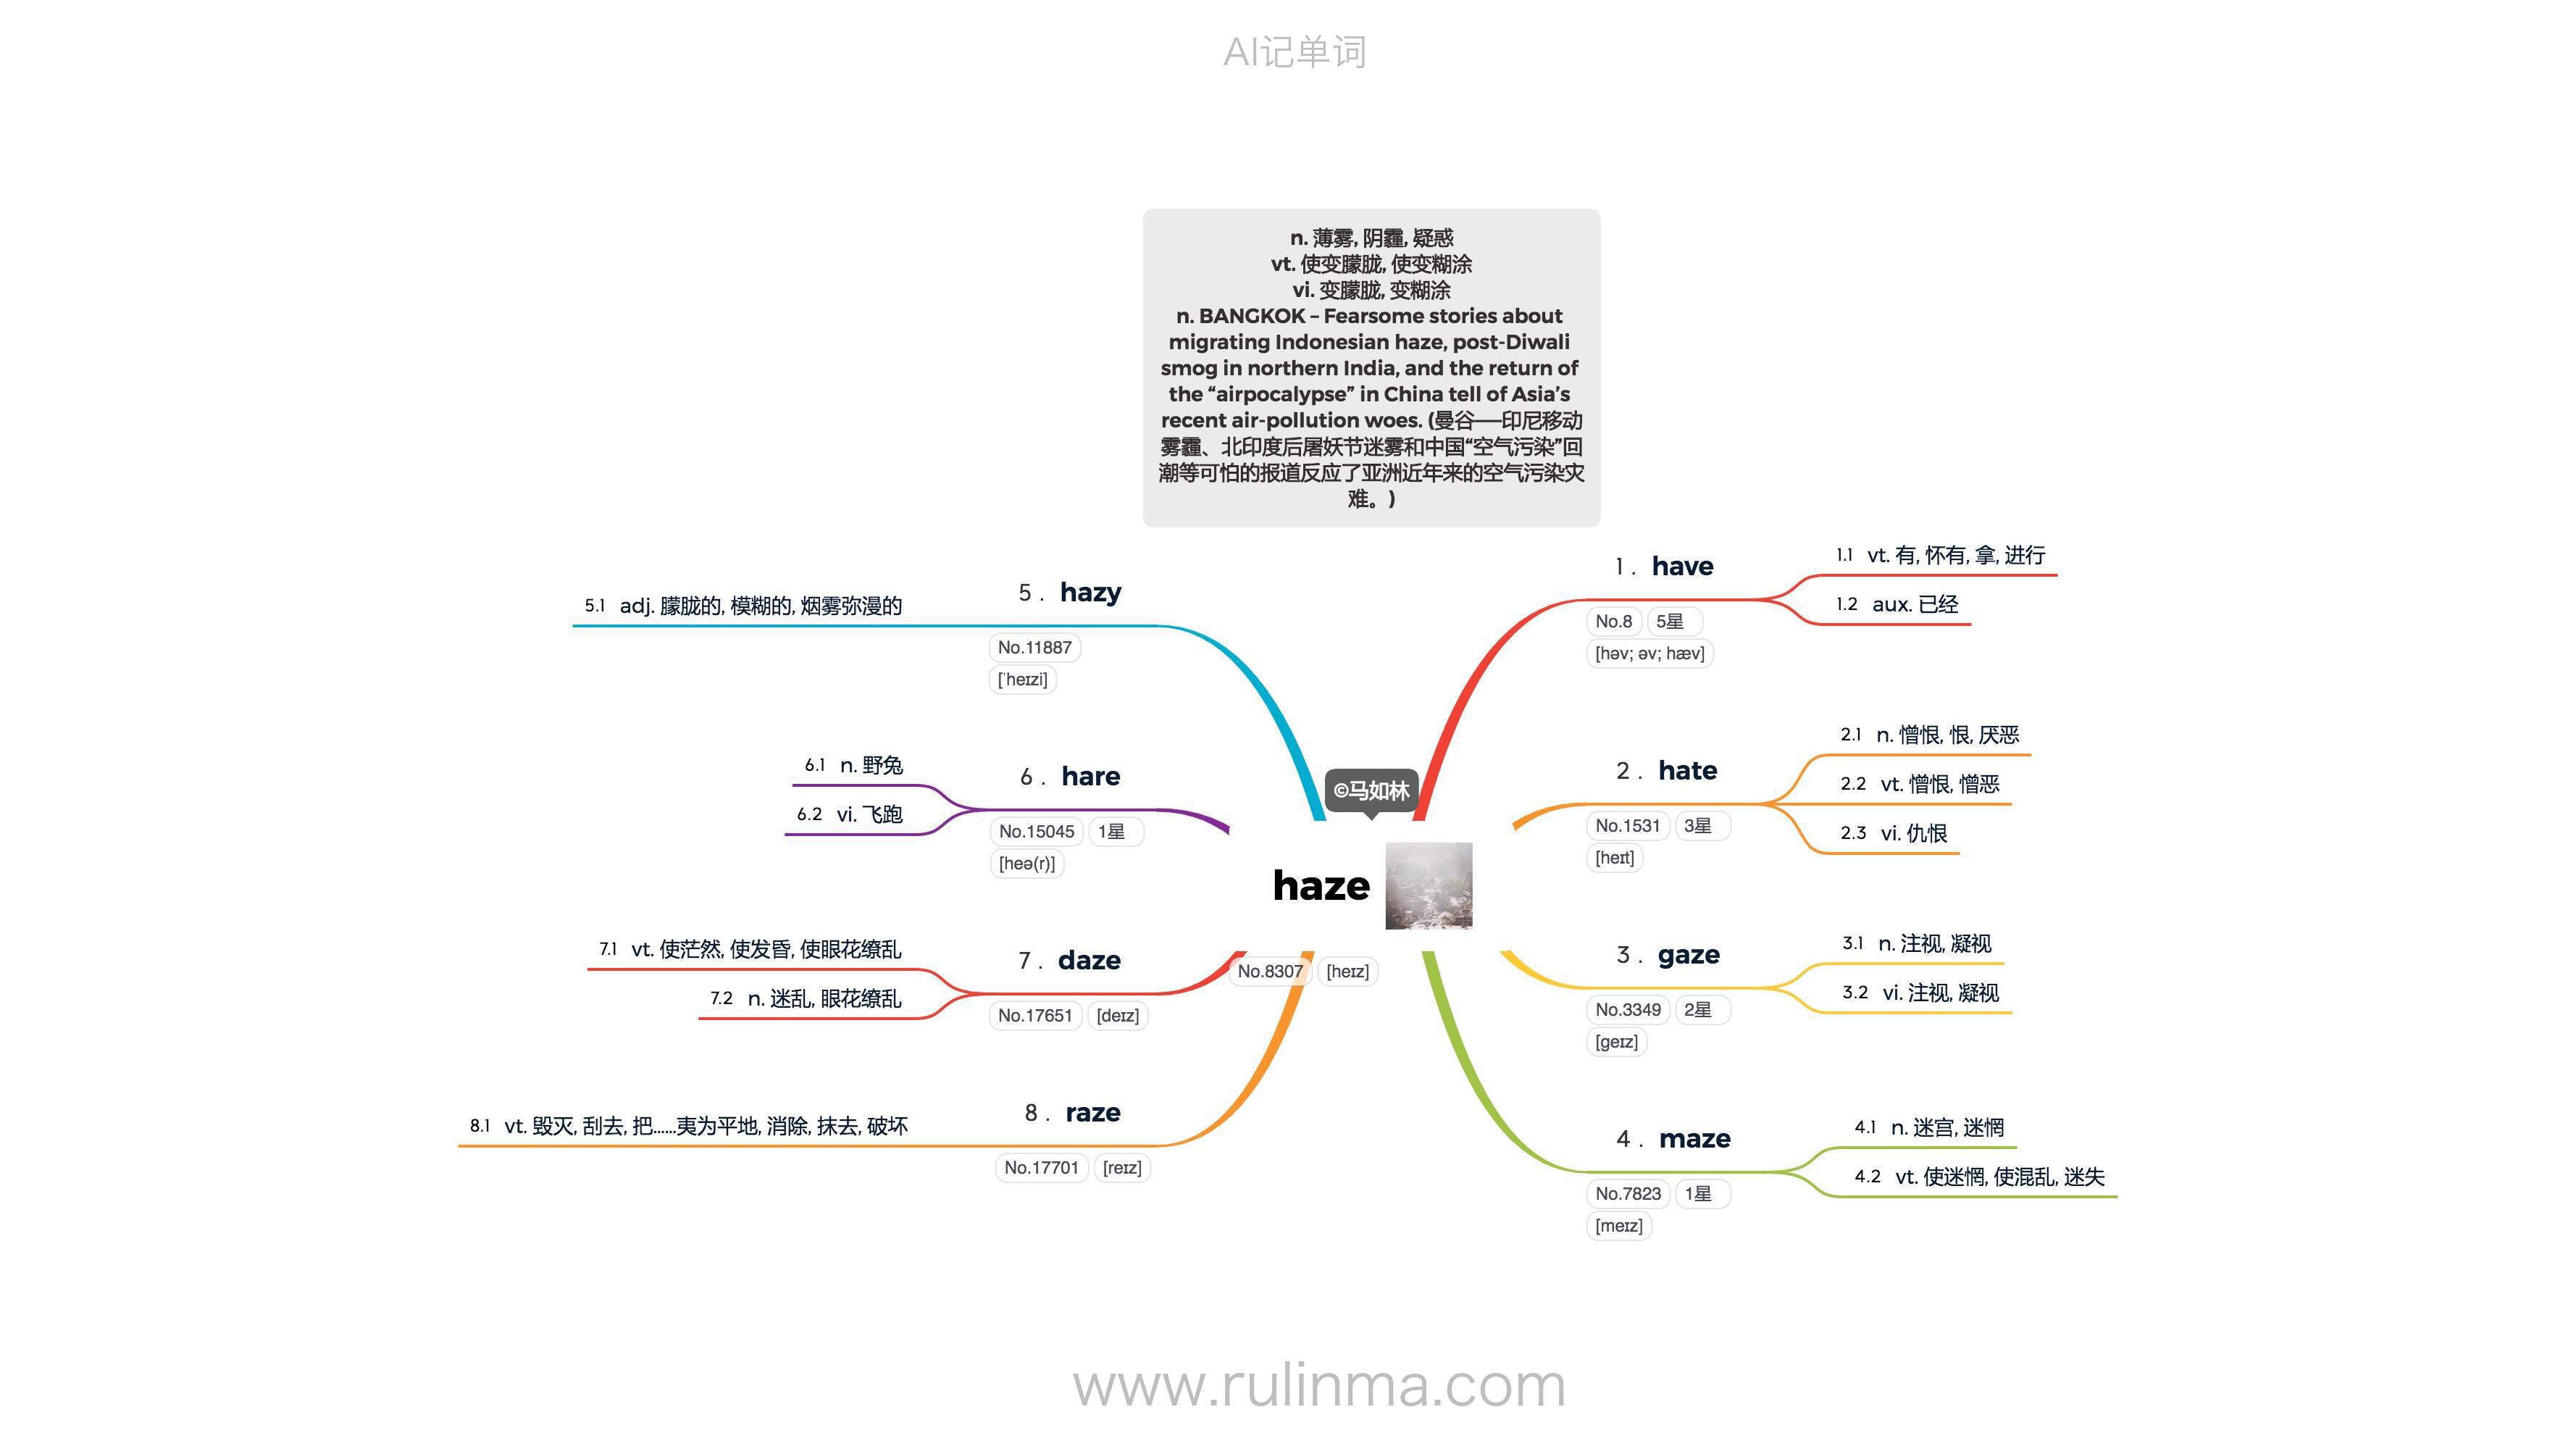 AI记单词
n. 薄雾, 阴霾, 疑惑
vt. 使变朦胧, 使变糊涂
vi. 变朦胧, 变糊涂
n. BANGKOK – Fearsome stories about
migrating Indonesian haze, post-Diwali
smog in northern India, and the return of
the “airpocalypse” in China tell of Asia’s
recent air-pollution woes. (曼谷——印尼移动
雾霾、北印度后屠妖节迷雾和中国“空气污染”回
潮等可怕的报道反应了亚洲近年来的空气污染灾
难。)
©马如林
haze
No.8307 [heɪz]
1 . have
No.8 5星
[həv; əv; hæv]
1.1 vt. 有, 怀有, 拿, 进行
1.2 aux. 已经
2 . hate
No.1531 3星
[heɪt]
2.1 n. 憎恨, 恨, 厌恶
2.2 vt. 憎恨, 憎恶
2.3 vi. 仇恨
3 . gaze
No.3349 2星
[geɪz]
3.1 n. 注视, 凝视
3.2 vi. 注视, 凝视
4 . maze
No.7823 1星
[meɪz]
4.1 n. 迷宫, 迷惘
4.2 vt. 使迷惘, 使混乱, 迷失
5 . hazy
No.11887
[ˈheɪzi]
5.1 adj. 朦胧的, 模糊的, 烟雾弥漫的
6 . hare
No.15045 1星
[heə(r)]
6.1 n. 野兔
6.2 vi. 飞跑
7 . daze
No.17651 [deɪz]
7.1 vt. 使茫然, 使发昏, 使眼花缭乱
7.2 n. 迷乱, 眼花缭乱
8 . raze
No.17701 [reɪz]
8.1 vt. 毁灭, 刮去, 把……夷为平地, 消除, 抹去, 破坏
www.rulinma.com